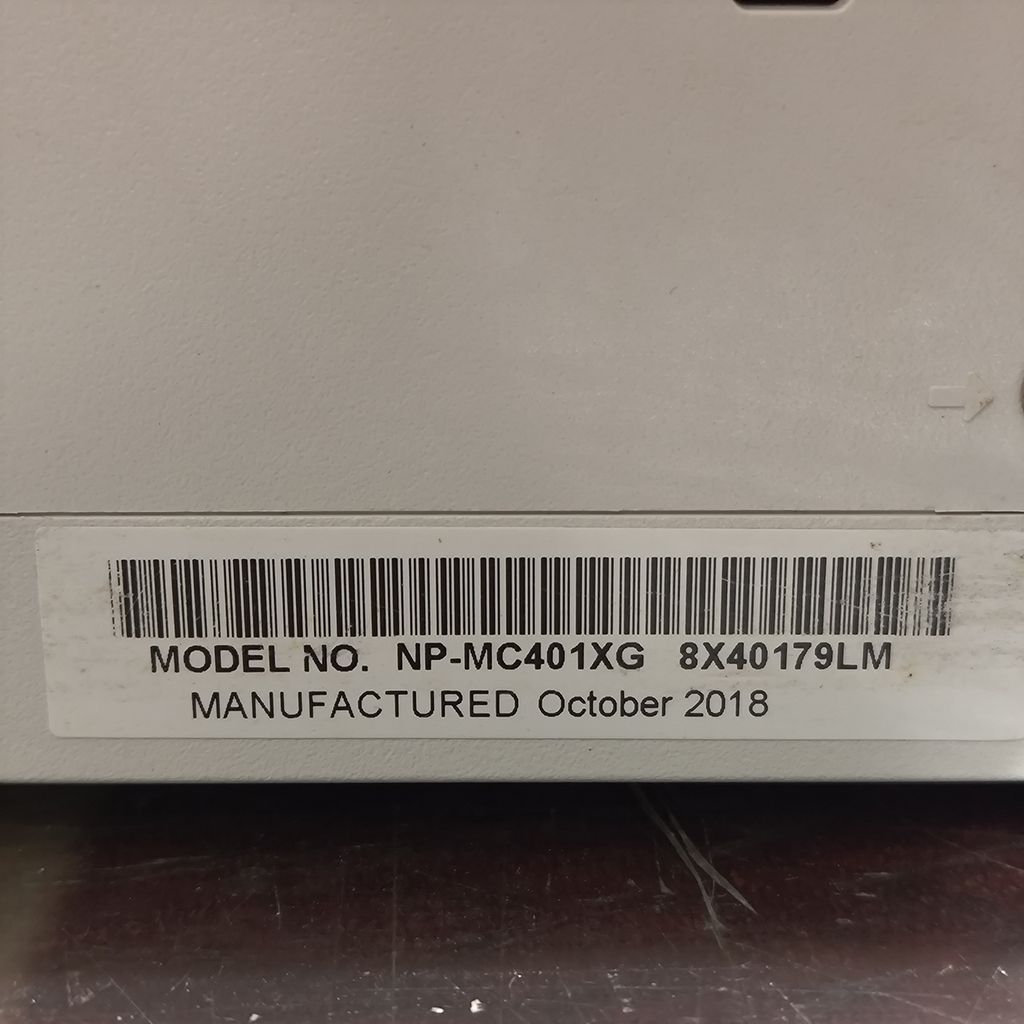 MODEL NO. NP-MC401XG 8X40179LM
MANUFACTURED October 2018